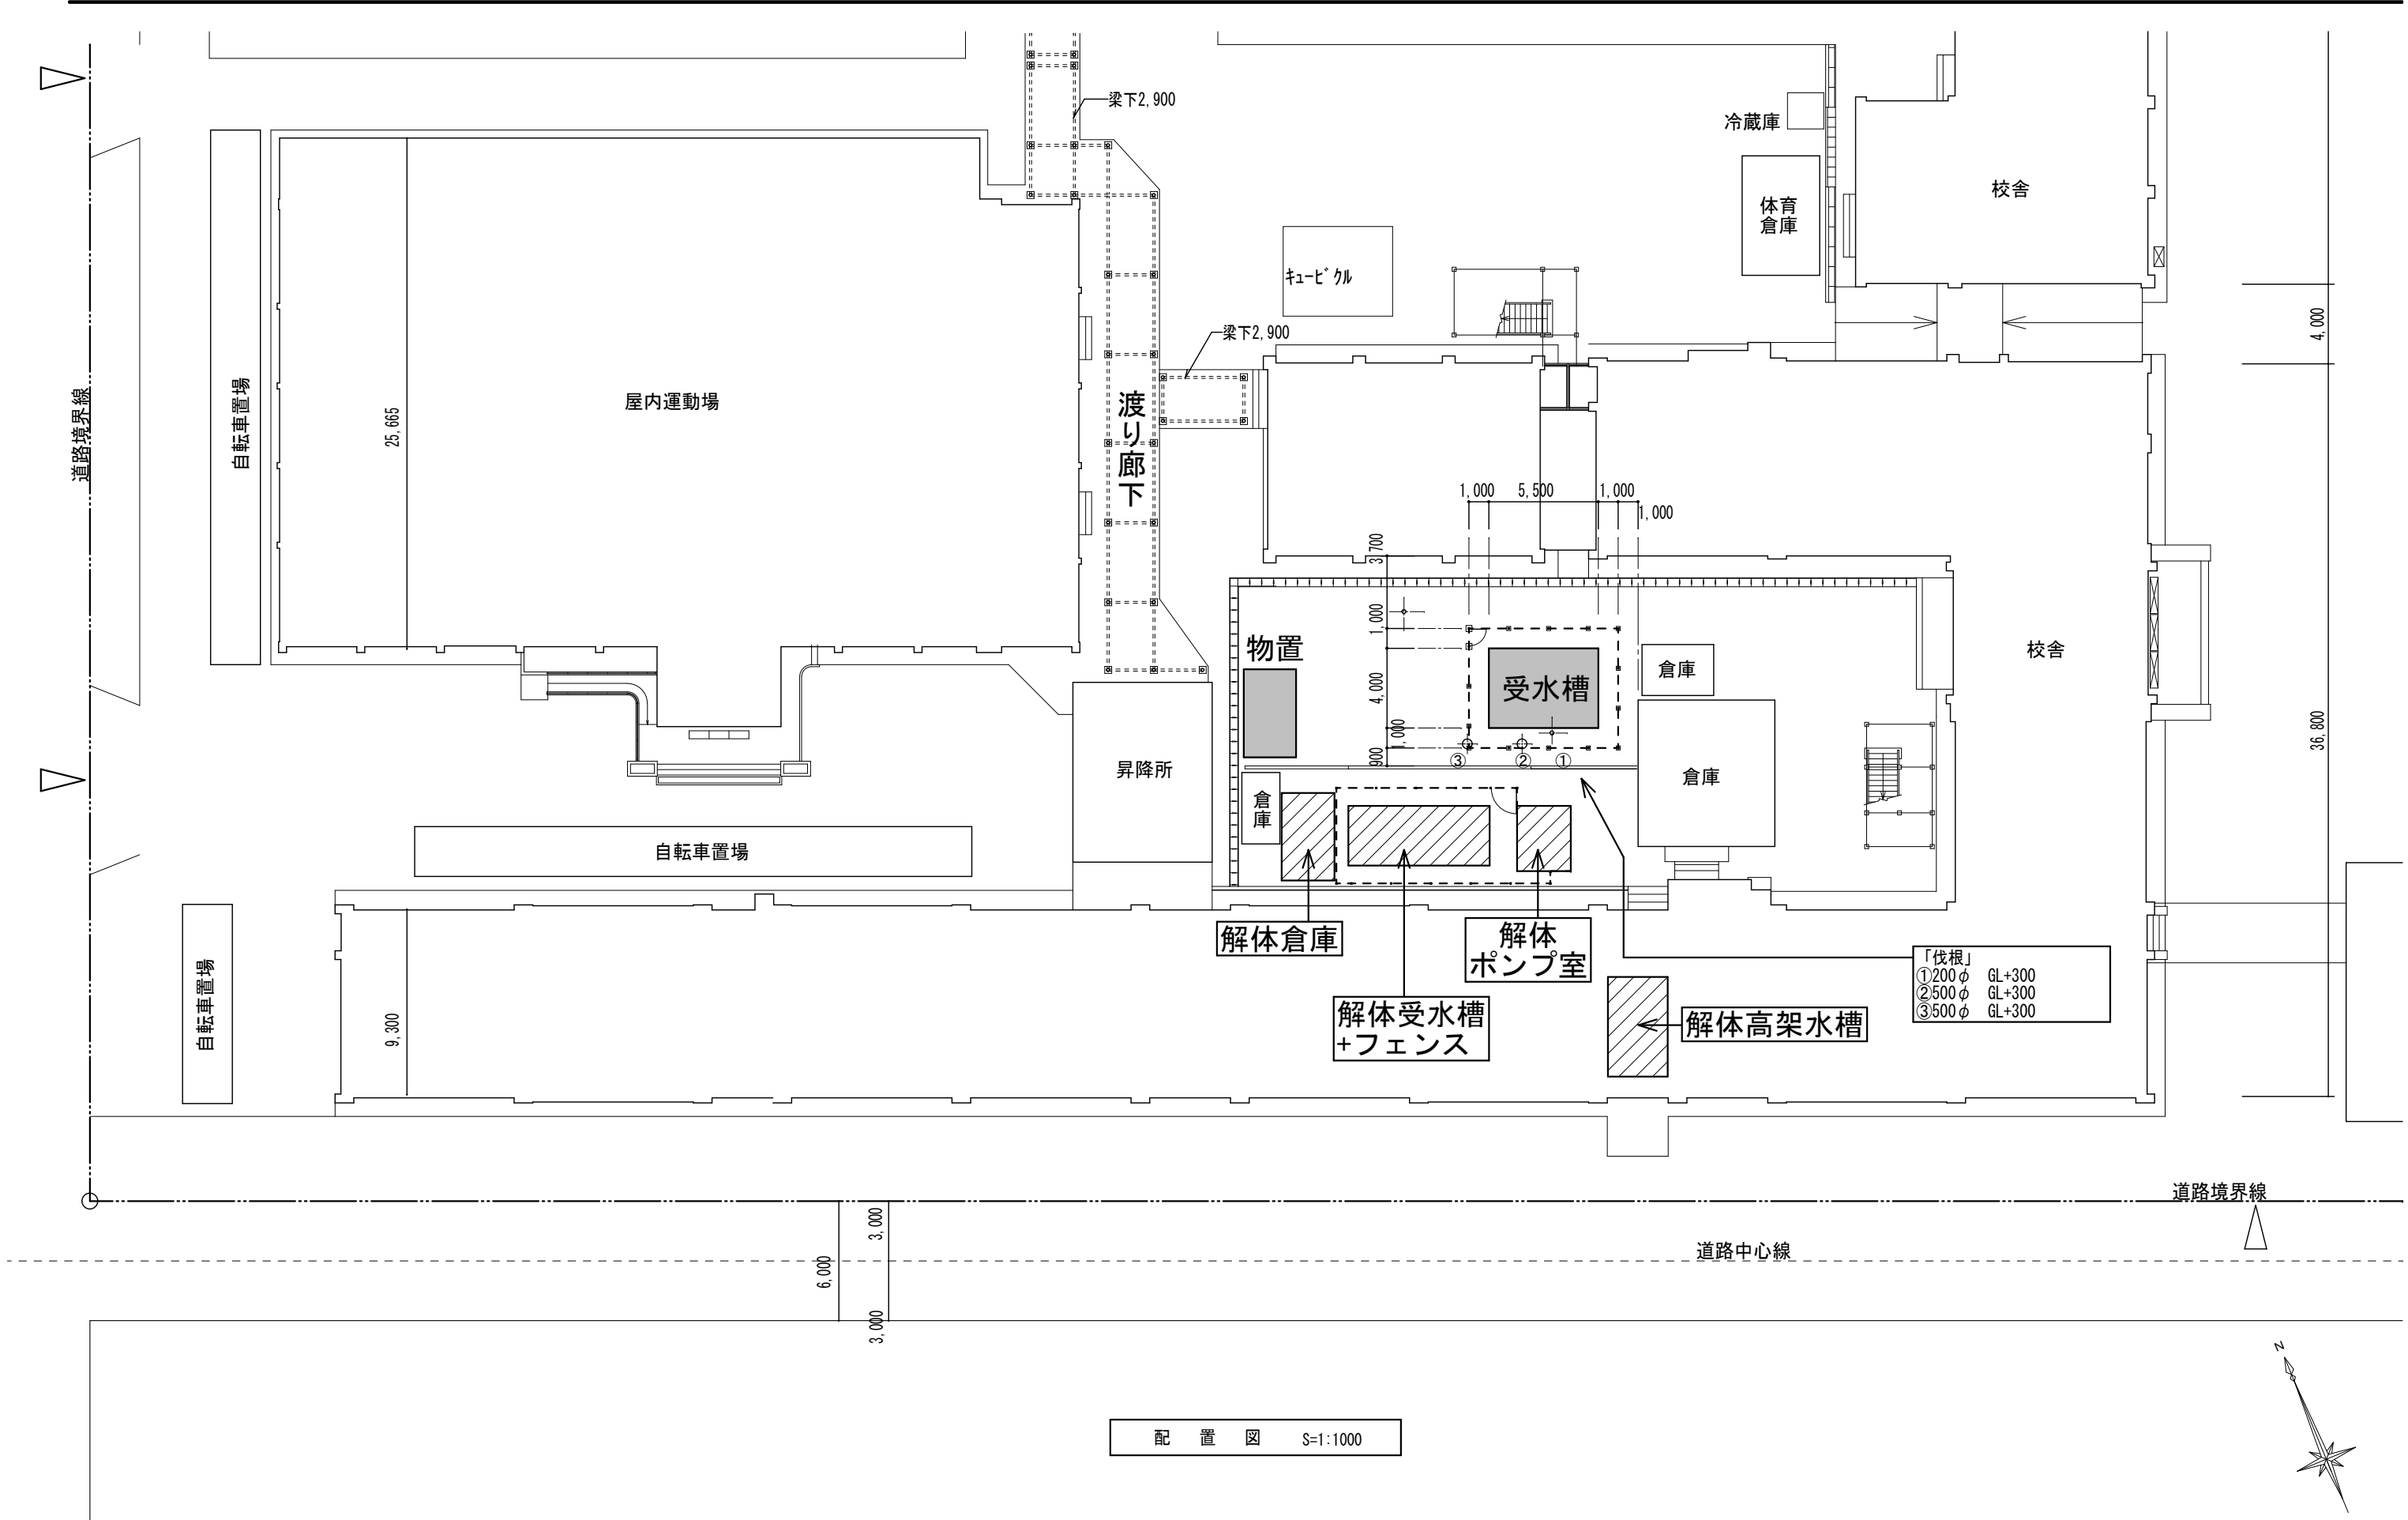 梁下2,900
冷蔵庫
体育
倉庫
校舎
キュービクル
4,000
梁下2,900
道路境界線
自転車置場
25,665
屋内運動場
渡り廊下
1,000
5,500
1,000
1,000
3,700
1,000
4,000
1,000
900
物置
受水槽
倉庫
校舎
36,800
③
②
①
昇降所
倉庫
倉庫
自転車置場
解体倉庫
解体
ポンプ室
「伐根」
①200φ GL+300
②500φ GL+300
③500φ GL+300
自転車置場
9,300
解体受水槽
+フェンス
解体高架水槽
道路境界線
3,000
6,000
道路中心線
3,000
N
配 置 図 S=1:1000